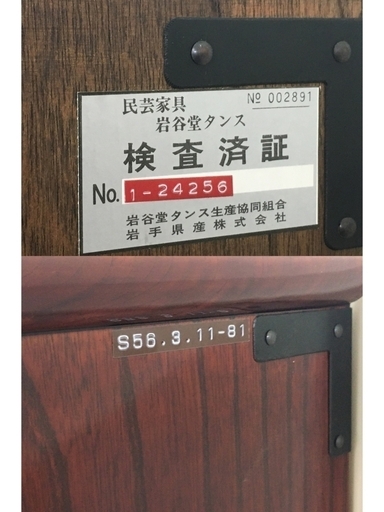 民芸家具
岩谷堂タンス
№ 002891
検査済証
No. 1-24256
岩谷堂タンス生産協同組合
岩手県産株式会社
S56.3.11-81